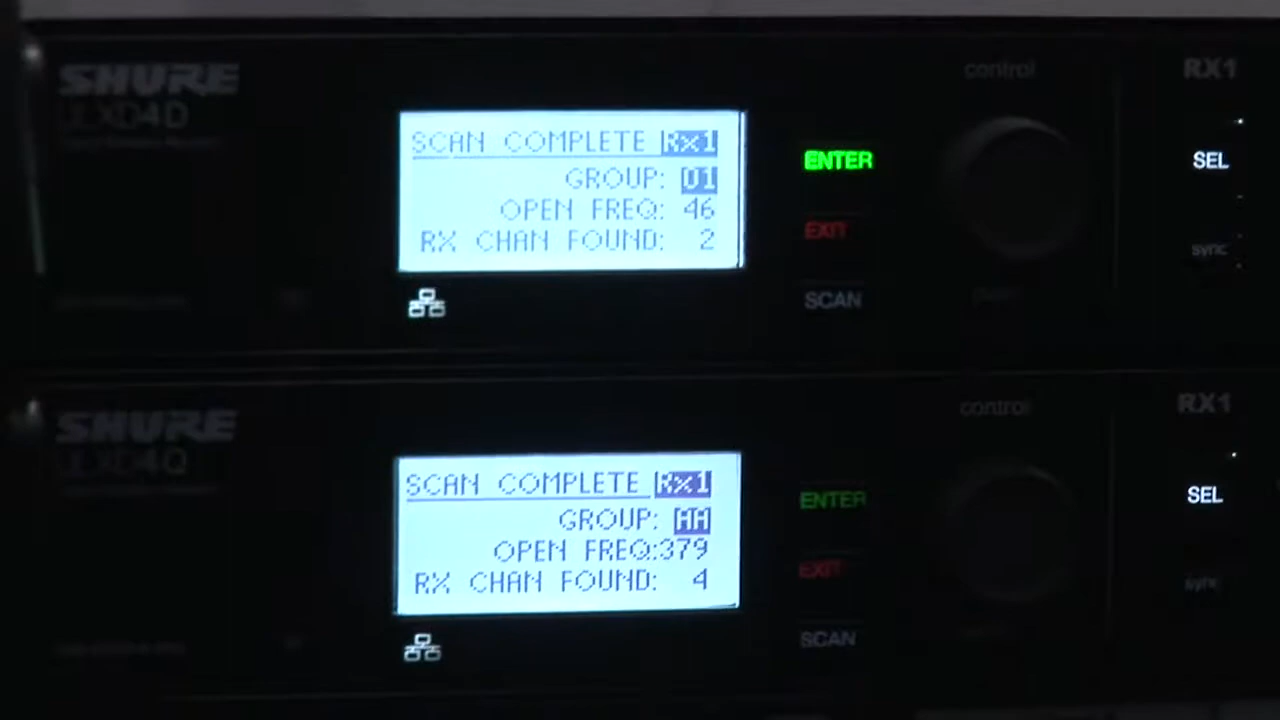 SHURE
ULXD4D
SCAN COMPLETE Rx1
GROUP: 01
OPEN FREQ: 46
RX CHAN FOUND: 2
control
ENTER
EXIT
SCAN
RX1
SEL
sync
SHURE
ULXD4Q
SCAN COMPLETE Rx1
GROUP: AA
OPEN FREQ:379
RX CHAN FOUND: 4
control
ENTER
EXIT
SCAN
RX1
SEL
sync